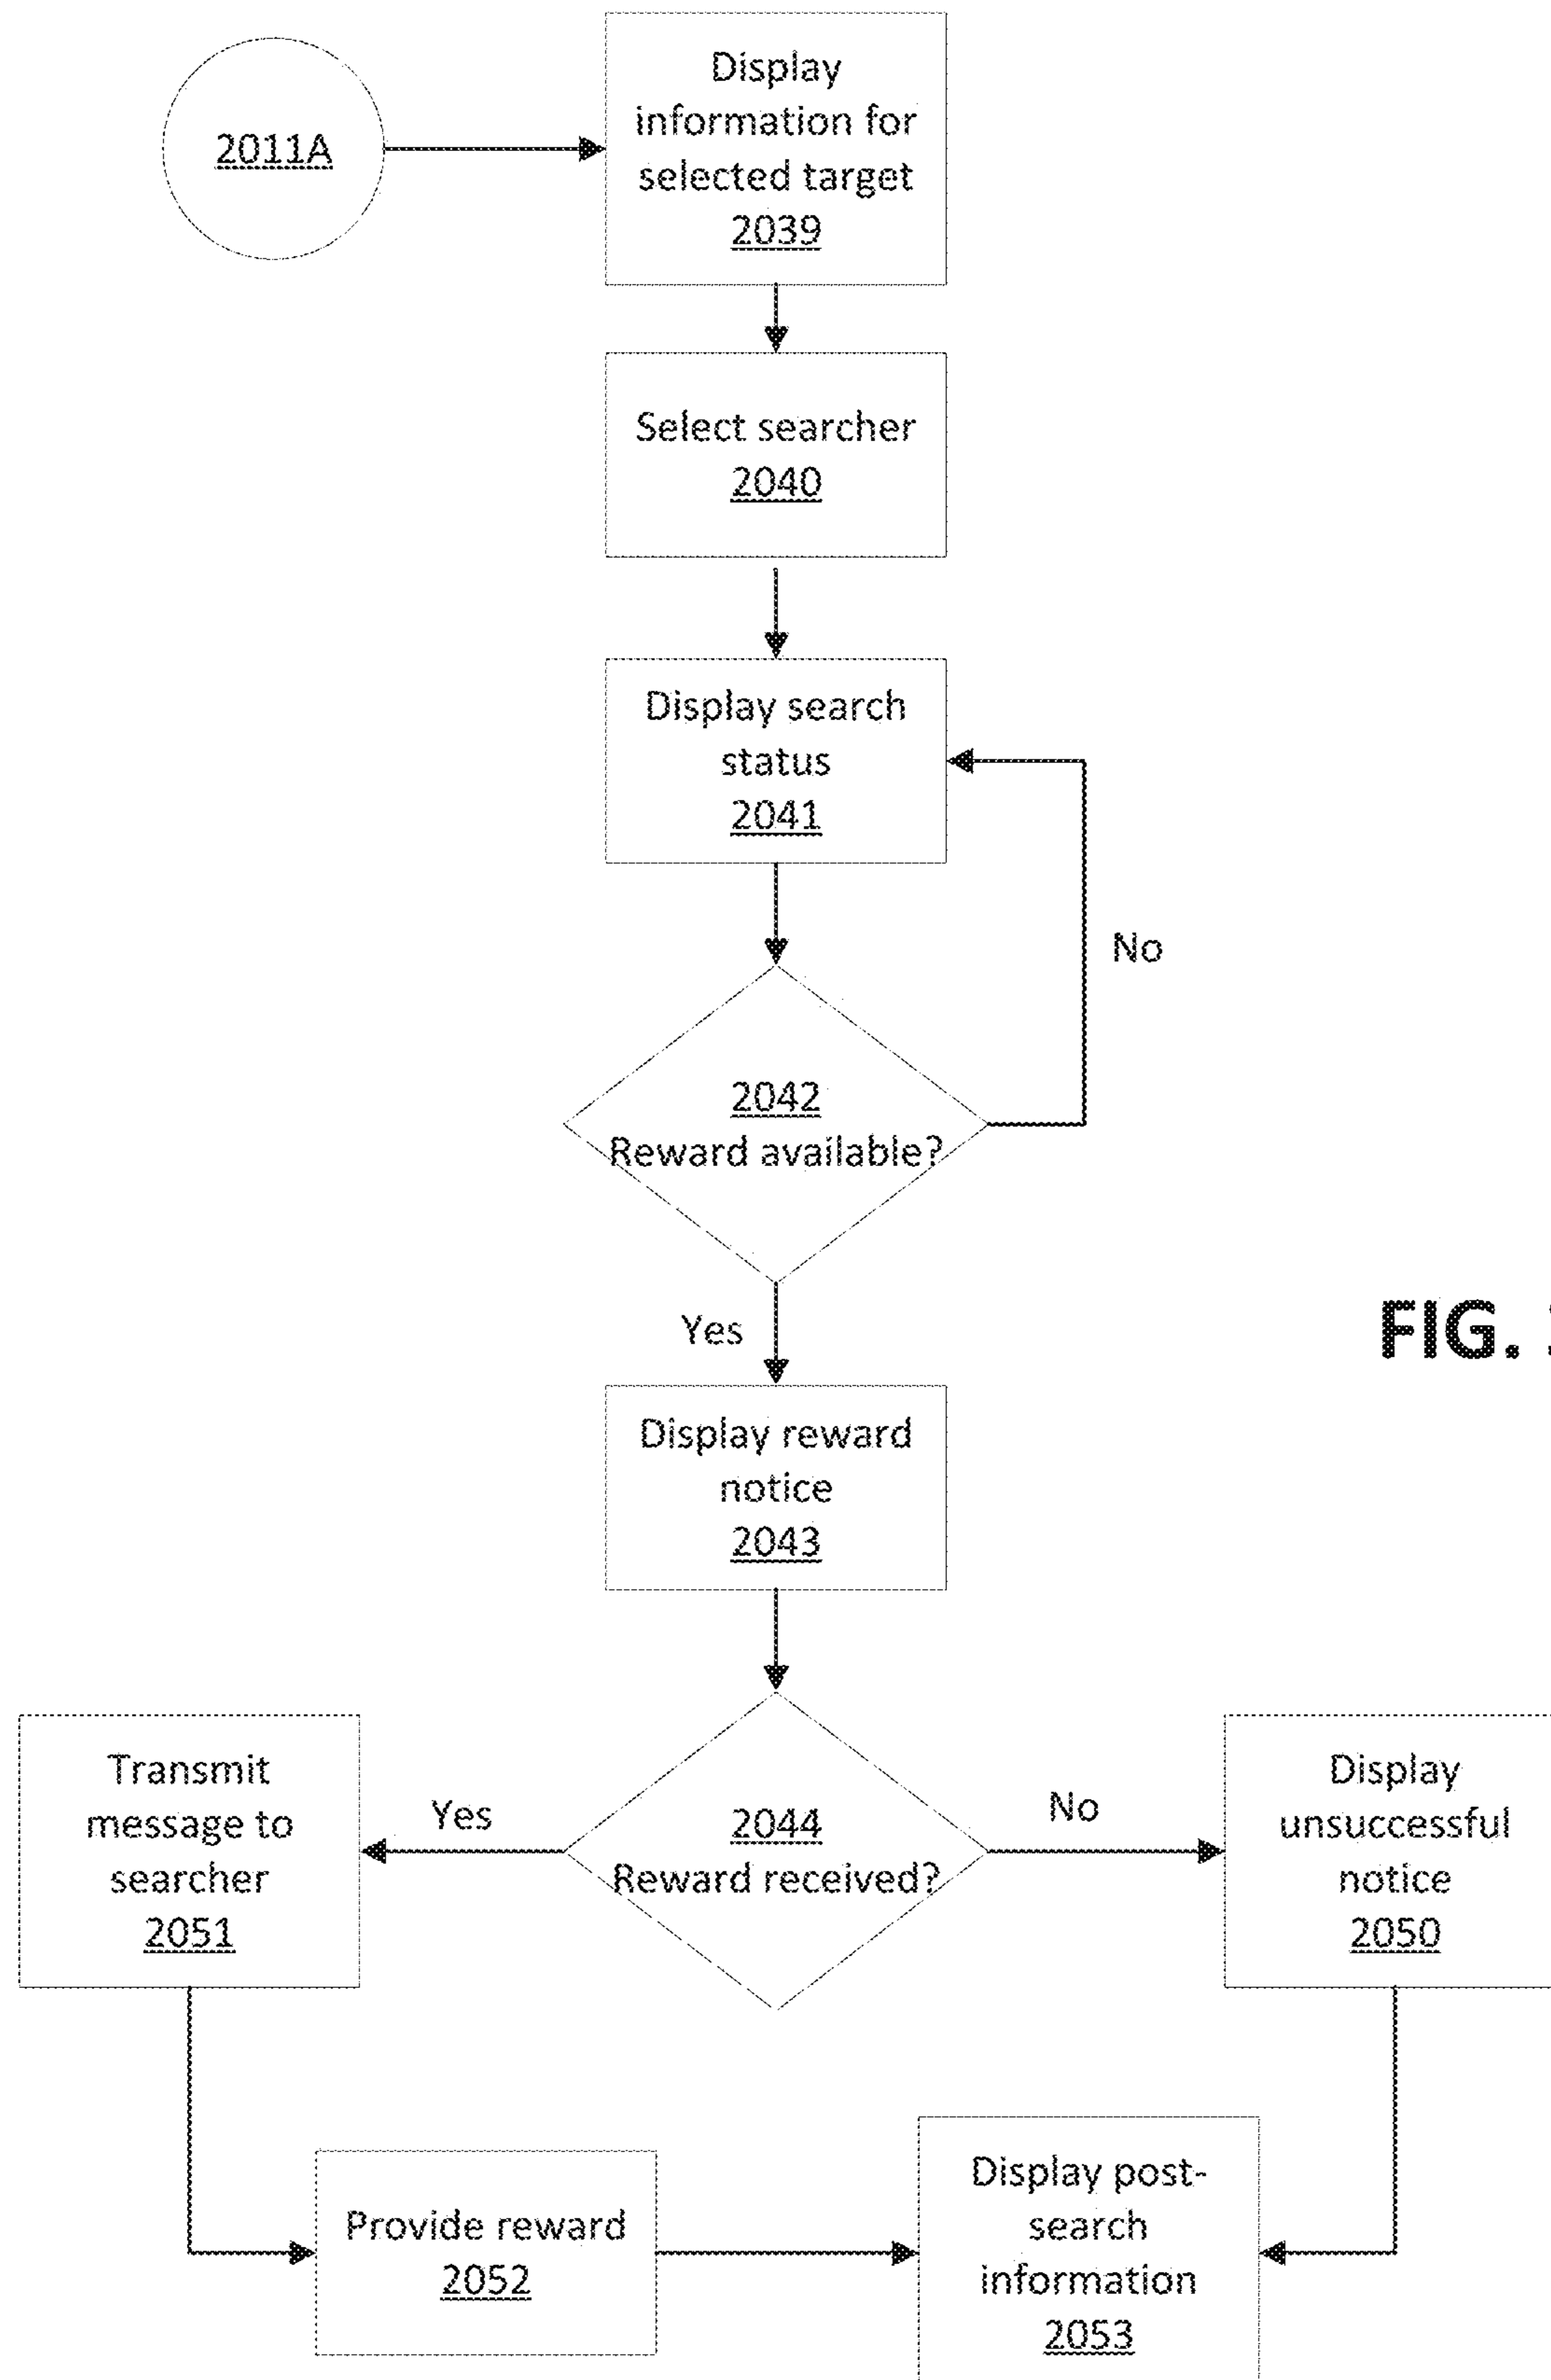 2011A
Display
information for
selected target
2039
Select searcher
2040
Display search
status
2041
No
2042
Reward available?
Yes
FIG.
Display reward
notice
2043
Transmit
message to
searcher
2051
Yes
2044
Reward received?
No
Display
unsuccessful
notice
2050
Provide reward
2052
Display post-
search
information
2053